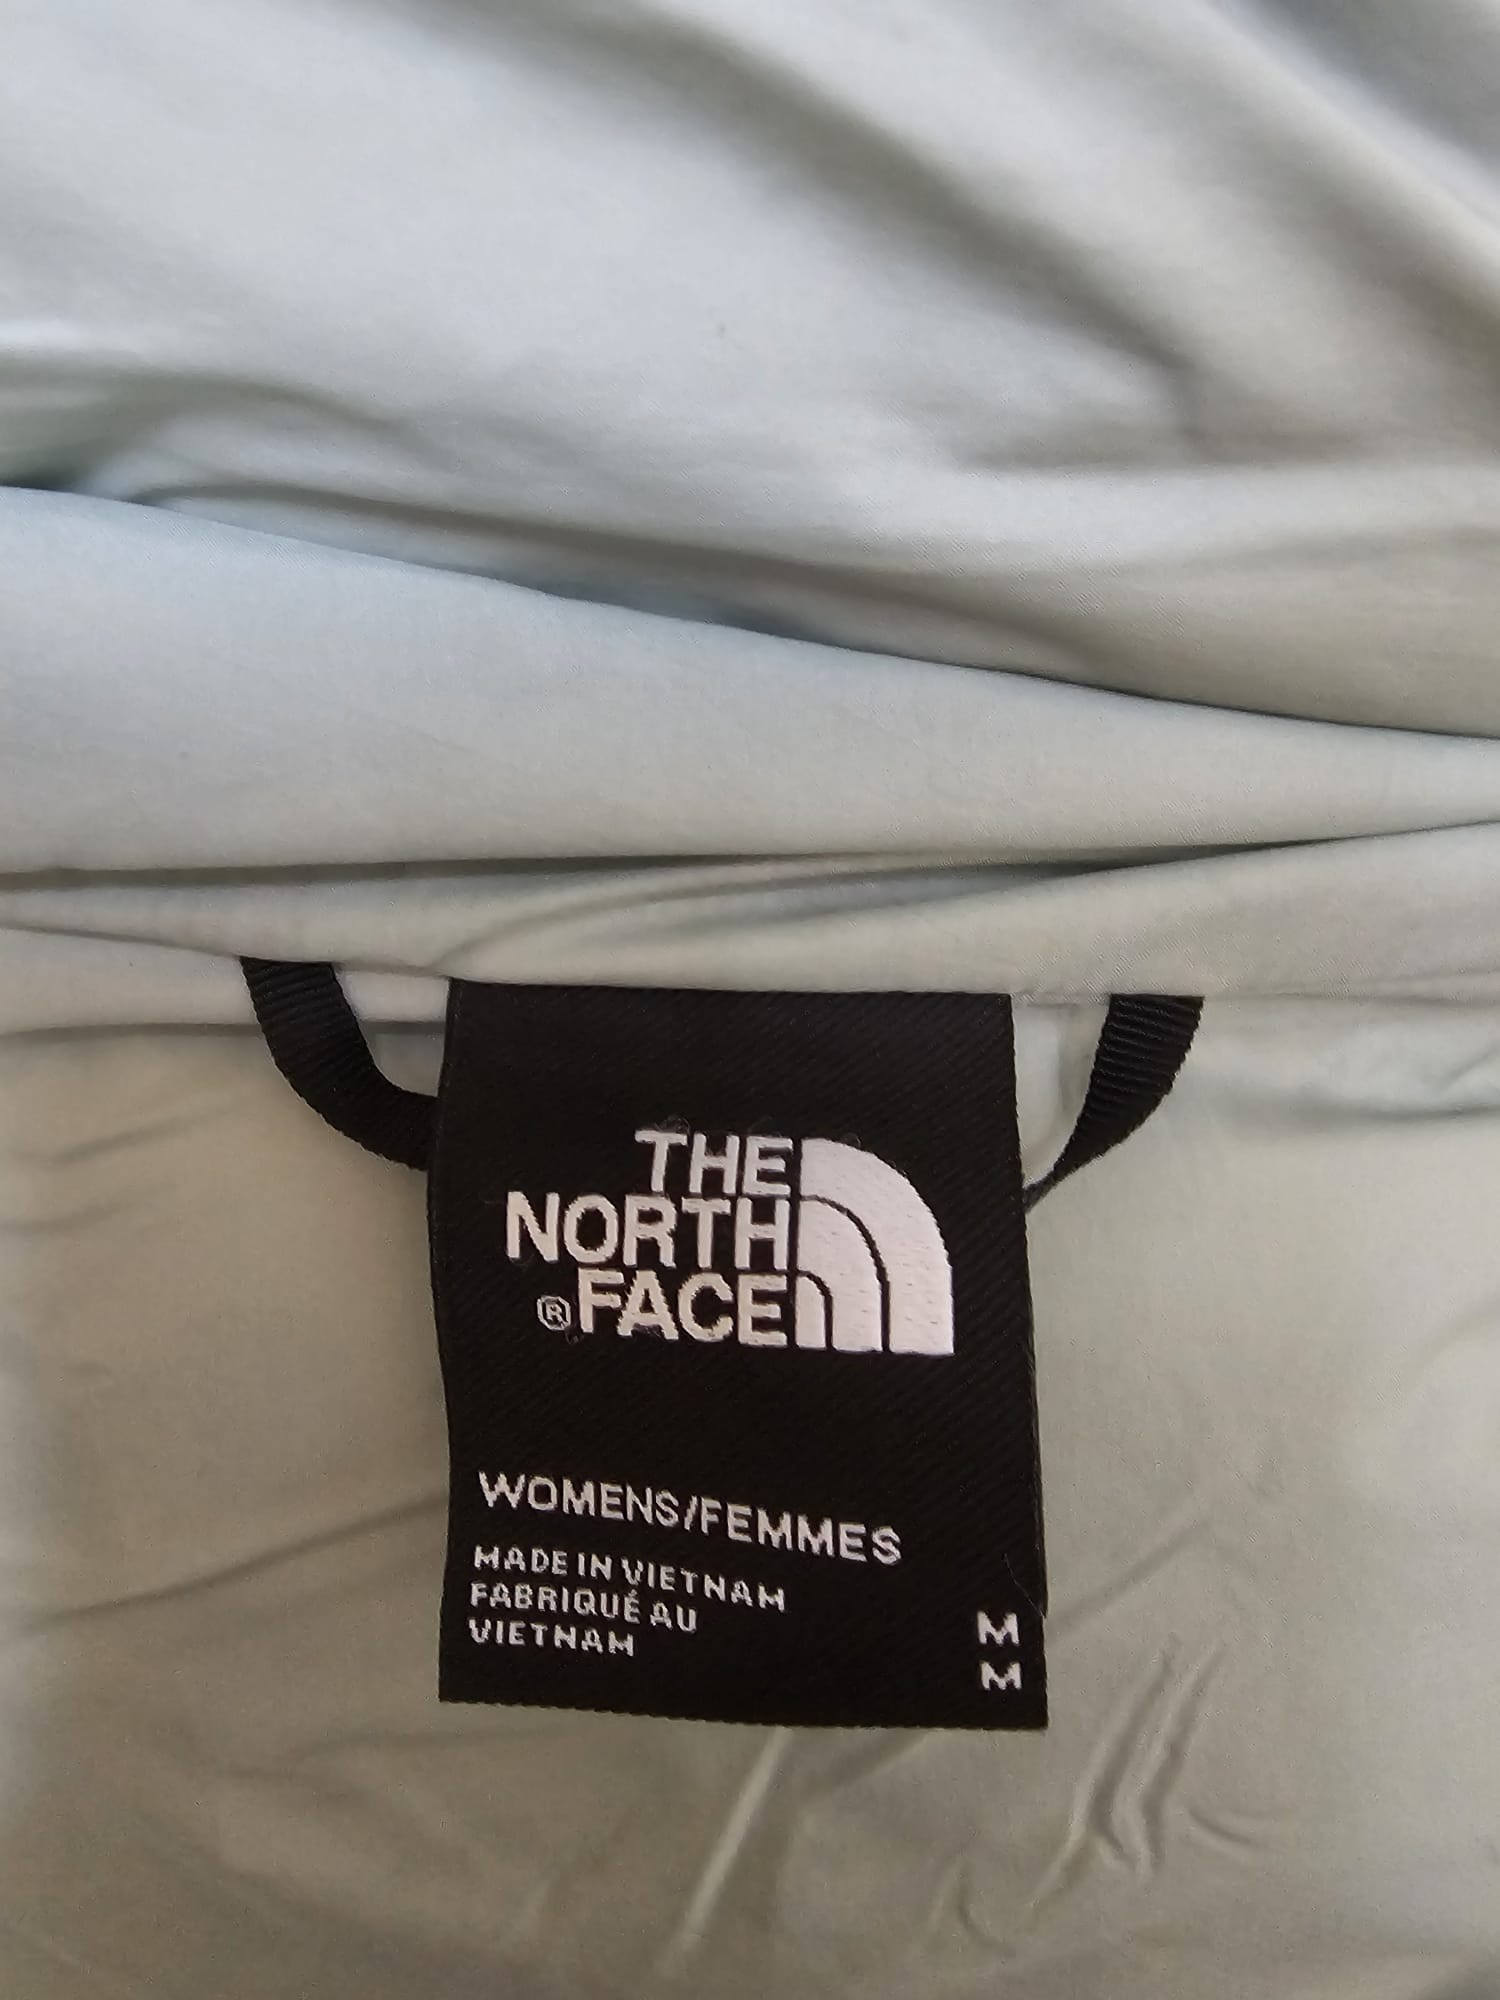 THE
NORTH
®FACE
WOMENS/FEMMES
MADE IN VIETNAM
FABRIQUÉ AU
VIETNAM
M
M